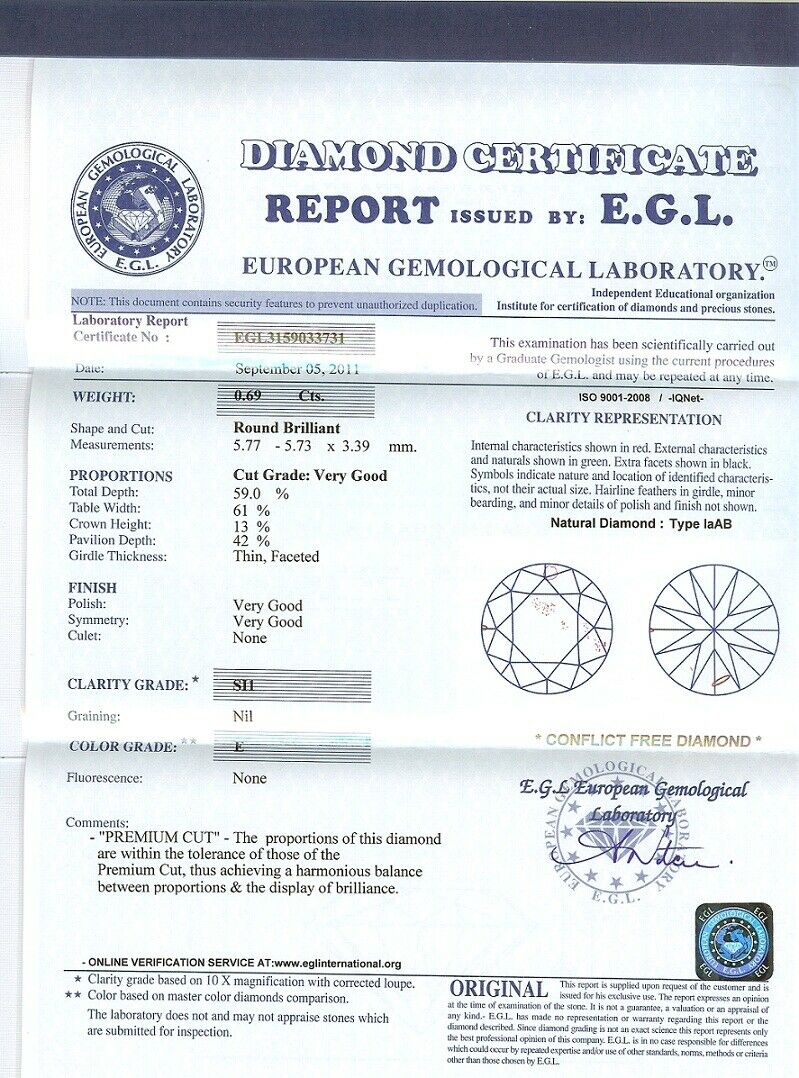 EUROPEAN GEMOLOGICAL LABORATORY
E.G.L.
DIAMOND CERTIFICATE
REPORT ISSUED BY: E.G.L.
EUROPEAN GEMOLOGICAL LABORATORY.™
Independent Educational organization
Institute for certification of diamonds and precious stones.
NOTE: This document contains security features to prevent unauthorized duplication.
Laboratory Report
Certificate No : EGL3159033731
Date: September 05, 2011
WEIGHT: 0.69 Cts.
Shape and Cut: Round Brilliant
Measurements: 5.77 - 5.73 x 3.39 mm.
PROPORTIONS Cut Grade: Very Good
Total Depth: 59.0 %
Table Width: 61 %
Crown Height: 13 %
Pavilion Depth: 42 %
Girdle Thickness: Thin, Faceted
FINISH
Polish: Very Good
Symmetry: Very Good
Culet: None
CLARITY GRADE: * SI1
Graining: Nil
COLOR GRADE: ** E
Fluorescence: None
Comments:
- "PREMIUM CUT" - The proportions of this diamond
are within the tolerance of those of the
Premium Cut, thus achieving a harmonious balance
between proportions & the display of brilliance.
This examination has been scientifically carried out
by a Graduate Gemologist using the current procedures
of E.G.L. and may be repeated at any time.
ISO 9001-2008 / -IQNet-
CLARITY REPRESENTATION
Internal characteristics shown in red. External characteristics
and naturals shown in green. Extra facets shown in black.
Symbols indicate nature and location of identified characteris-
tics, not their actual size. Hairline feathers in girdle, minor
bearding, and minor details of polish and finish not shown.
Natural Diamond : Type IaAB
* CONFLICT FREE DIAMOND *
E.G.L European Gemological
Laboratory
EUROPEAN GEMOLOGICAL LABORATORY
E.G.L.
EGL EGL
EUROPEAN GEMOLOGICAL LABORATORY
E.G.L.
EGL EGL
- ONLINE VERIFICATION SERVICE AT:www.eglinternational.org
★ Clarity grade based on 10 X magnification with corrected loupe.
★★ Color based on master color diamonds comparison.
The laboratory does not and may not appraise stones which
are submitted for inspection.
ORIGINAL This report is supplied upon request of the customer and is
issued for his exclusive use. The report expresses an opinion
at the time of examination of the stone. It is not a guarantee, a valuation or an appraisal of
any kind.- E.G.L. has made no representation or warranty regarding this report or the
diamond described. Since diamond grading is not an exact science this report represents only
the best professional opinion of this company. E.G.L. is in no case responsible for differences
which could occur by repeated expertise and/or use of other standards, norms, methods or criteria
other than those chosen by E.G.L.